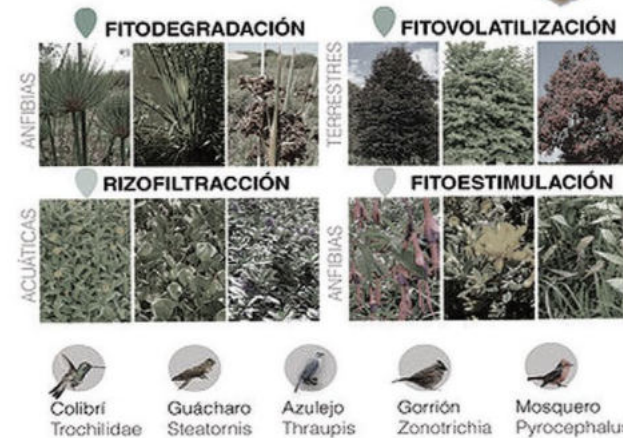 FITODEGRADACIÓN
FITOVOLATILIZACIÓN
ANFIBIAS
TERRESTRES
RIZOFILTRACCIÓN
FITOESTIMULACIÓN
ACUÁTICAS
ANFIBIAS
Colibrí
Trochilidae
Guácharo
Steatornis
Azulejo
Thraupis
Gorrión
Zonotrichia
Mosquero
Pyrocephalus